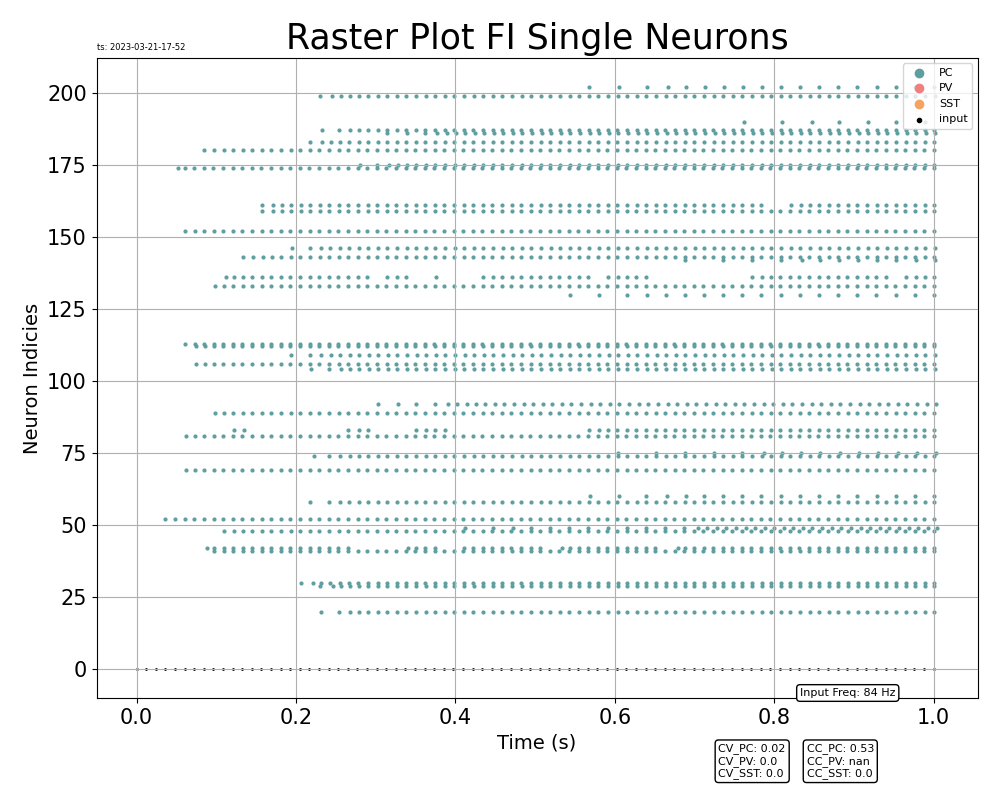 Raster Plot FI Single Neurons
ts: 2023-03-21-17-52
PC
PV
SST
input
200
175
150
125
100
75
50
25
0
Neuron Indicies
Input Freq: 84 Hz
0.0 0.2 0.4 0.6 0.8 1.0
Time (s)
CV_PC: 0.02
CV_PV: 0.0
CV_SST: 0.0
CC_PC: 0.53
CC_PV: nan
CC_SST: 0.0